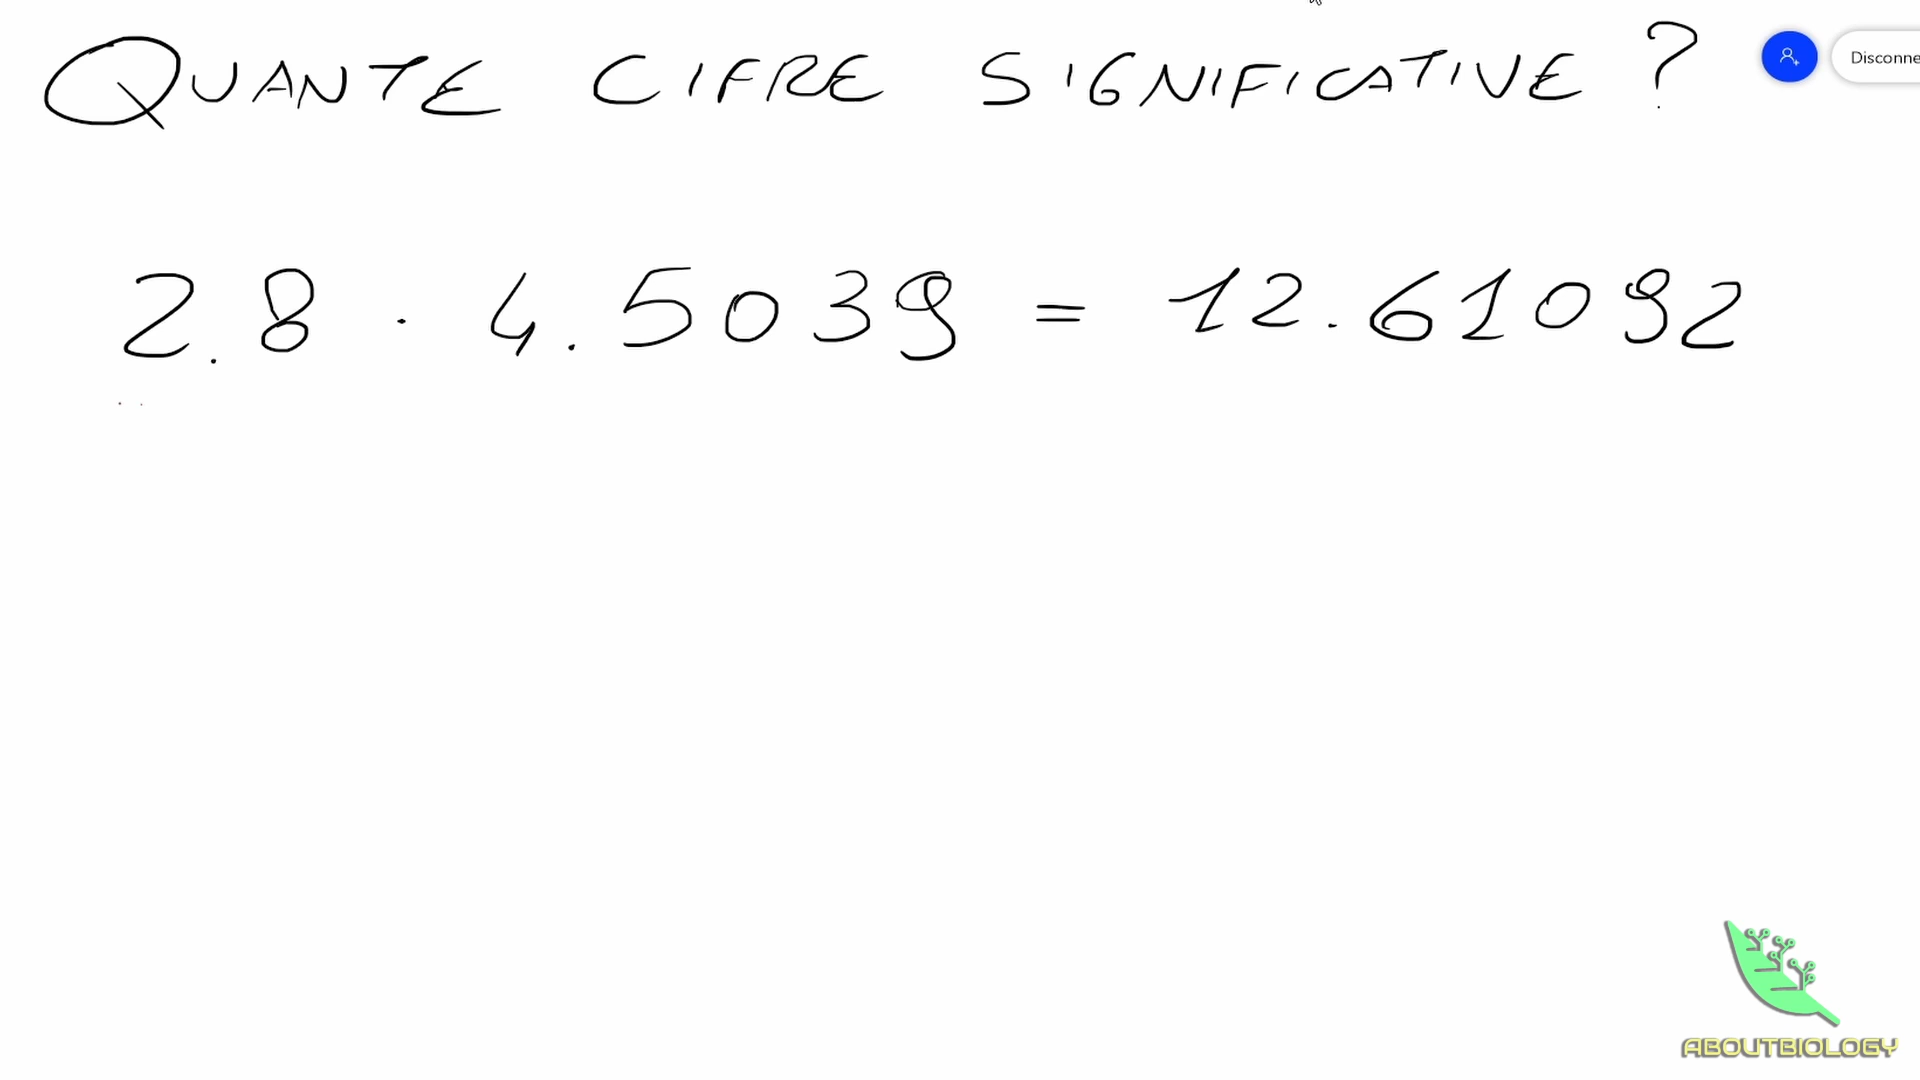 QUANTE CIFRE SIGNIFICATIVE ?
Disconne
2.8 · 4.5039 = 12.61092
ABOUTBIOLOGY